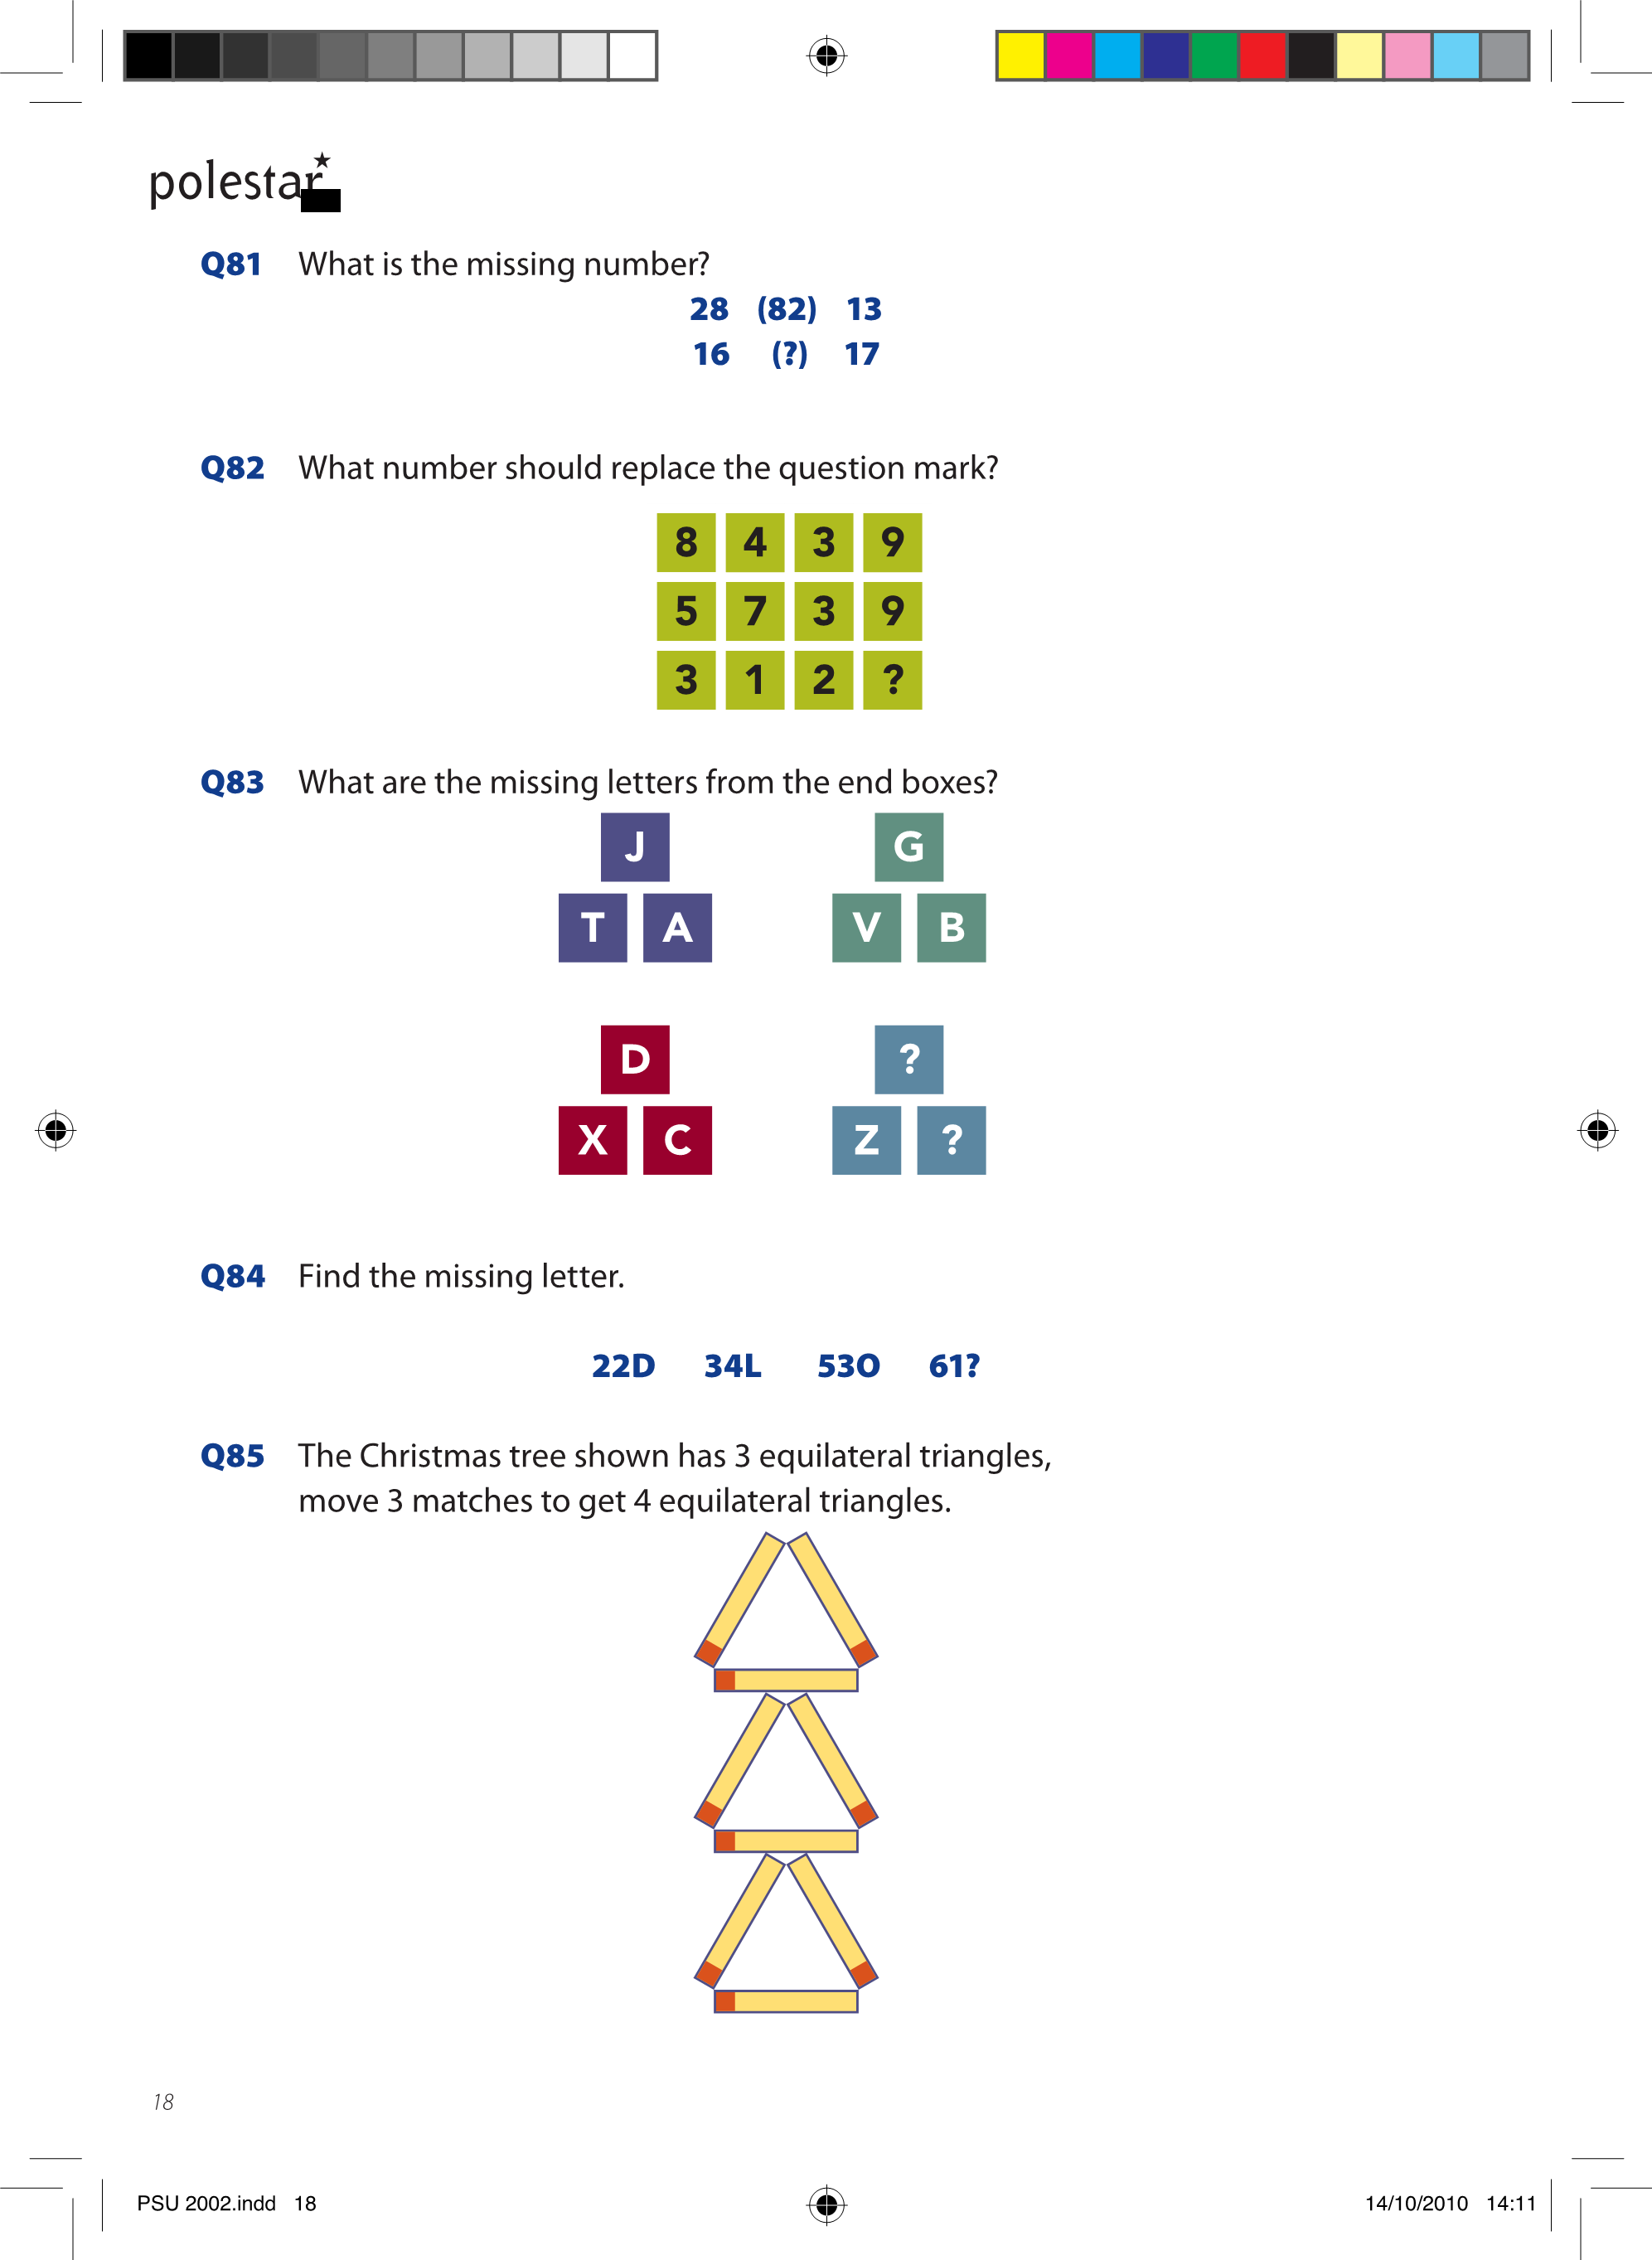 polestar
Q81 What is the missing number?
28 (82) 13
16 (?) 17
Q82 What number should replace the question mark?
8 4 3 9
5 7 3 9
3 1 2 ?
Q83 What are the missing letters from the end boxes?
J G
T A V B
D ?
X C Z ?
Q84 Find the missing letter.
22D 34L 53O 61?
Q85 The Christmas tree shown has 3 equilateral triangles,
move 3 matches to get 4 equilateral triangles.
18
PSU 2002.indd 18 14/10/2010 14:11